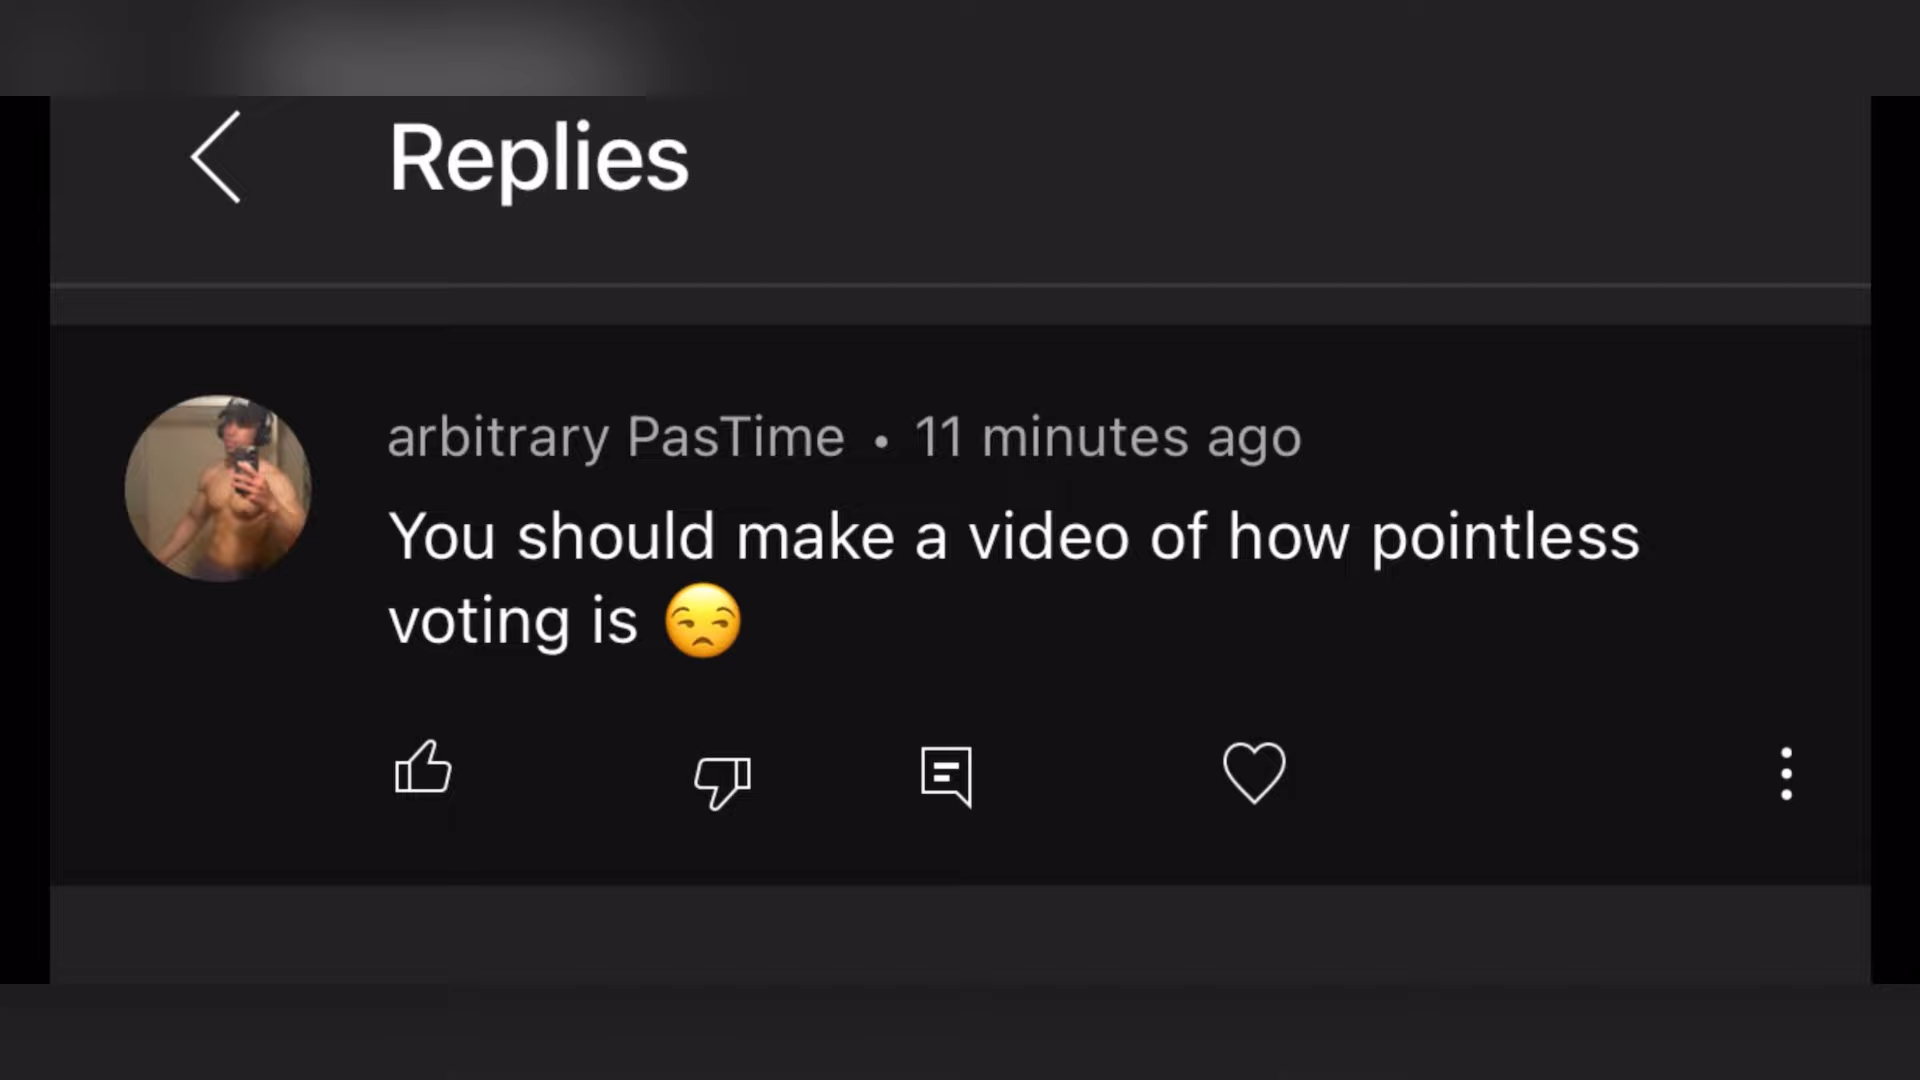 Replies
arbitrary PasTime • 11 minutes ago
You should make a video of how pointless
voting is 😒